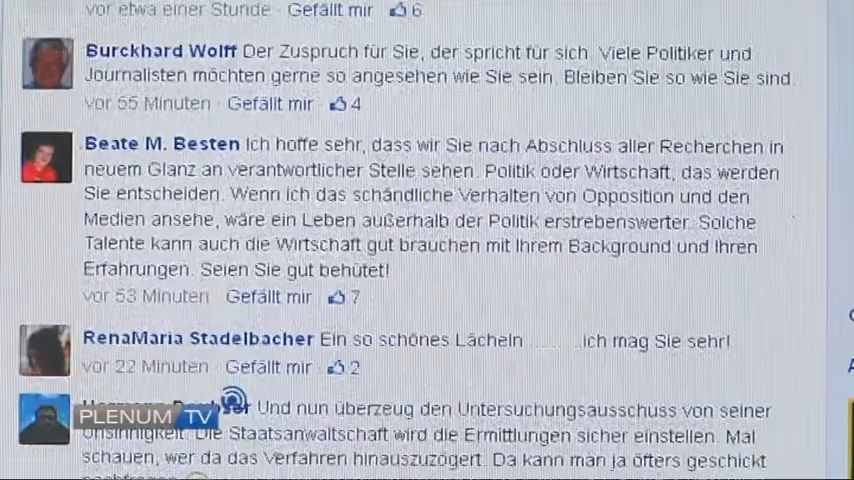 vor etwa einer Stunde · Gefällt mir · 6
Burckhard Wolff Der Zuspruch für Sie, der spricht für sich. Viele Politiker und
Journalisten möchten gerne so angesehen wie Sie sein. Bleiben Sie so wie Sie sind.
vor 55 Minuten · Gefällt mir · 4
Beate M. Besten Ich hoffe sehr, dass wir Sie nach Abschluss aller Recherchen in
neuem Glanz an verantwortlicher Stelle sehen. Politik oder Wirtschaft, das werden
Sie entscheiden. Wenn ich das schändliche Verhalten von Opposition und den
Medien ansehe, wäre ein Leben außerhalb der Politik erstrebenswerter. Solche
Talente kann auch die Wirtschaft gut brauchen mit Ihrem Background und Ihren
Erfahrungen. Seien Sie gut behütet!
vor 53 Minuten · Gefällt mir · 7
RenaMaria Stadelbacher Ein so schönes Lächeln ....... ..ich mag Sie sehr!
vor 22 Minuten · Gefällt mir · 2
Und nun überzeug den Untersuchungsausschuss von seiner
PLENUM TV
Unsinnigkeit. Die Staatsanwaltschaft wird die Ermittlungen sicher einstellen. Mal
schauen, wer da das Verfahren hinauszuzögert. Da kann man ja öfters geschickt